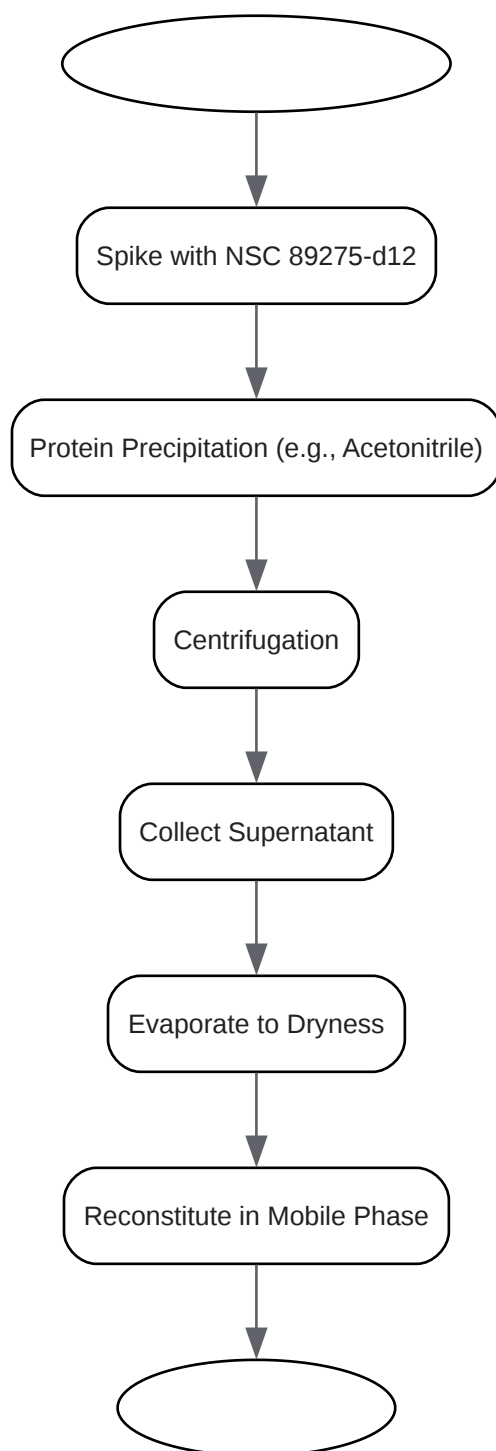 Spike with NSC 89275-d12
Protein Precipitation (e.g., Acetonitrile)
Centrifugation
Collect Supernatant
Evaporate to Dryness
Reconstitute in Mobile Phase